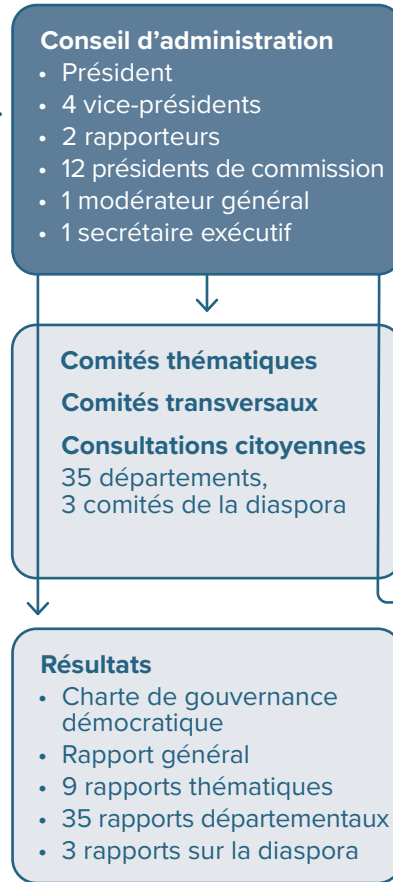 Conseil d’administration
• Président
• 4 vice-présidents
• 2 rapporteurs
• 12 présidents de commission
• 1 modérateur général
• 1 secrétaire exécutif
Comités thématiques
Comités transversaux
Consultations citoyennes
35 départements,
3 comités de la diaspora
Résultats
• Charte de gouvernance
démocratique
• Rapport général
• 9 rapports thématiques
• 35 rapports départementaux
• 3 rapports sur la diaspora